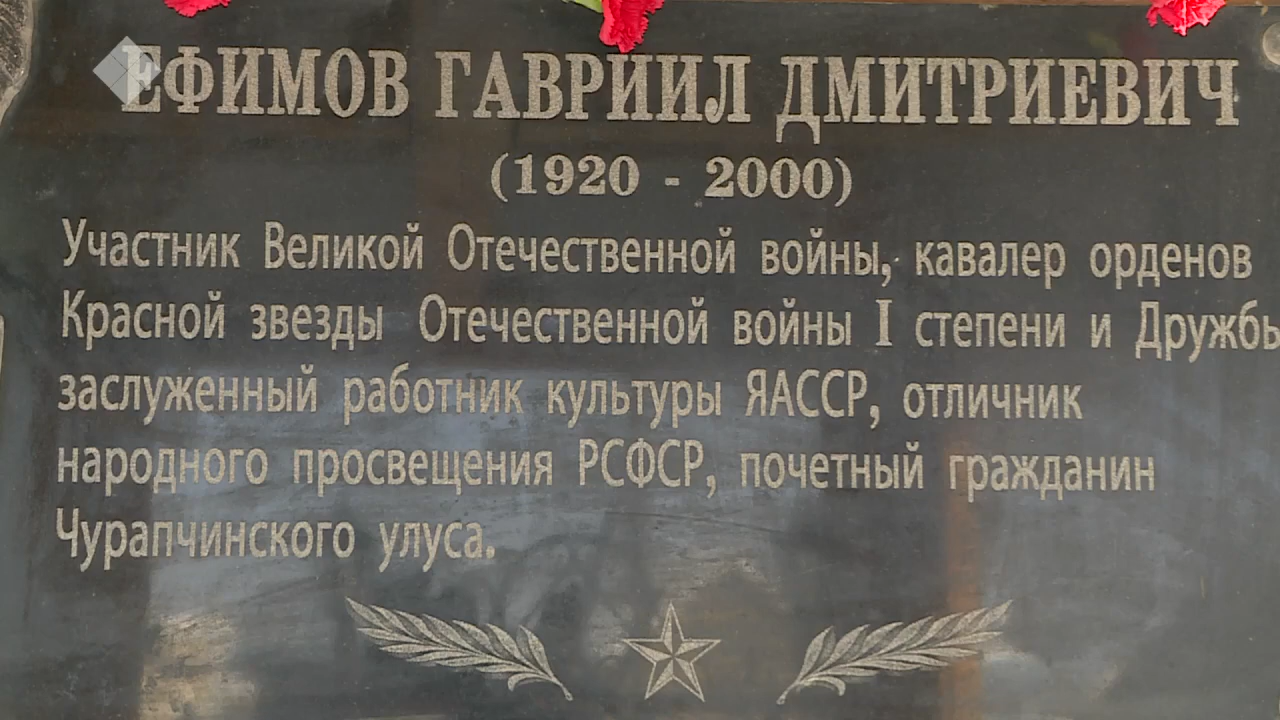 ЕФИМОВ ГАВРИИЛ ДМИТРИЕВИЧ
(1920 - 2000)
Участник Великой Отечественной войны, кавалер орденов
Красной звезды Отечественной войны I степени и Дружбы
заслуженный работник культуры ЯАССР, отличник
народного просвещения РСФСР, почетный гражданин
Чурапчинского улуса.